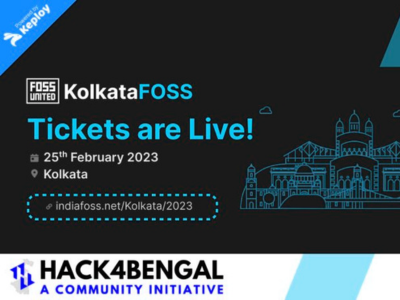 Powered by
Keploy
FOSS
UNITED
KolkataFOSS
Tickets are Live!
25th February 2023
Kolkata
indiafoss.net/Kolkata/2023
HACK4BENGAL
A COMMUNITY INITIATIVE